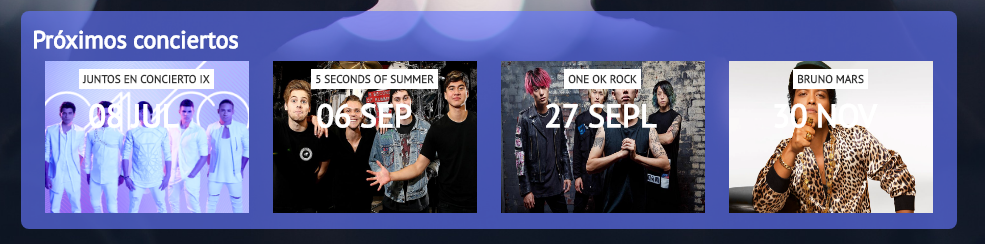 Próximos conciertos
JUNTOS EN CONCIERTO IX
08 JUL
5 SECONDS OF SUMMER
06 SEP
ONE OK ROCK
27 SEPL
BRUNO MARS
30 NOV